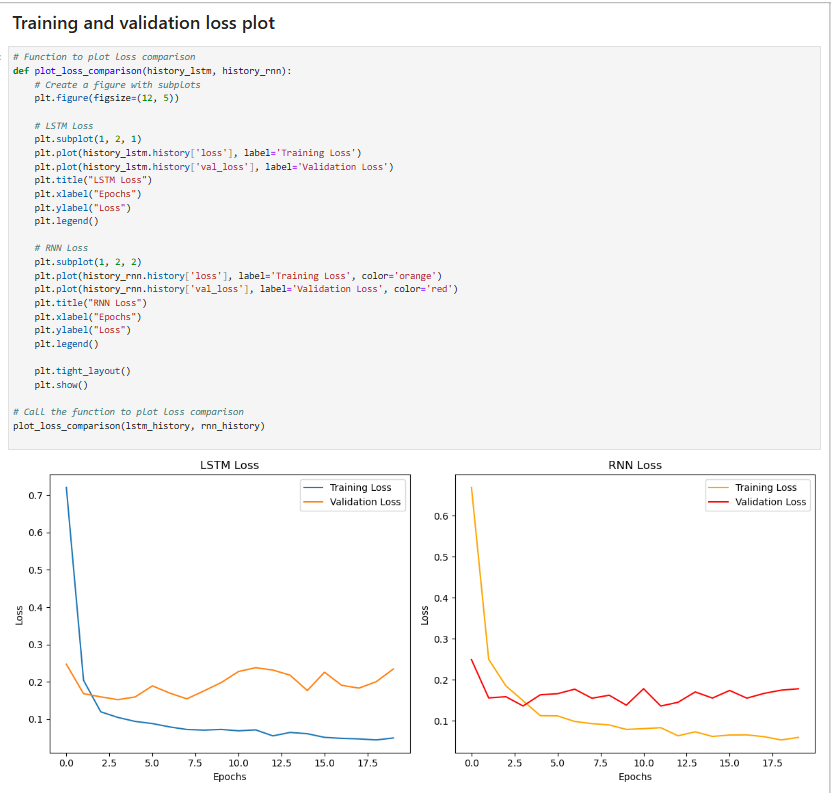 Training and validation loss plot
# Function to plot loss comparison
def plot_loss_comparison(history_lstm, history_rnn):
    # Create a figure with subplots
    plt.figure(figsize=(12, 5))

    # LSTM Loss
    plt.subplot(1, 2, 1)
    plt.plot(history_lstm.history['loss'], label='Training Loss')
    plt.plot(history_lstm.history['val_loss'], label='Validation Loss')
    plt.title("LSTM Loss")
    plt.xlabel("Epochs")
    plt.ylabel("Loss")
    plt.legend()

    # RNN Loss
    plt.subplot(1, 2, 2)
    plt.plot(history_rnn.history['loss'], label='Training Loss', color='orange')
    plt.plot(history_rnn.history['val_loss'], label='Validation Loss', color='red')
    plt.title("RNN Loss")
    plt.xlabel("Epochs")
    plt.ylabel("Loss")
    plt.legend()

    plt.tight_layout()
    plt.show()

# Call the function to plot loss comparison
plot_loss_comparison(lstm_history, rnn_history)
LSTM Loss
Training Loss
Validation Loss
0.7
0.6
0.5
0.4
0.3
0.2
0.1
Loss
0.0 2.5 5.0 7.5 10.0 12.5 15.0 17.5
Epochs
RNN Loss
Training Loss
Validation Loss
0.6
0.5
0.4
0.3
0.2
0.1
Loss
0.0 2.5 5.0 7.5 10.0 12.5 15.0 17.5
Epochs